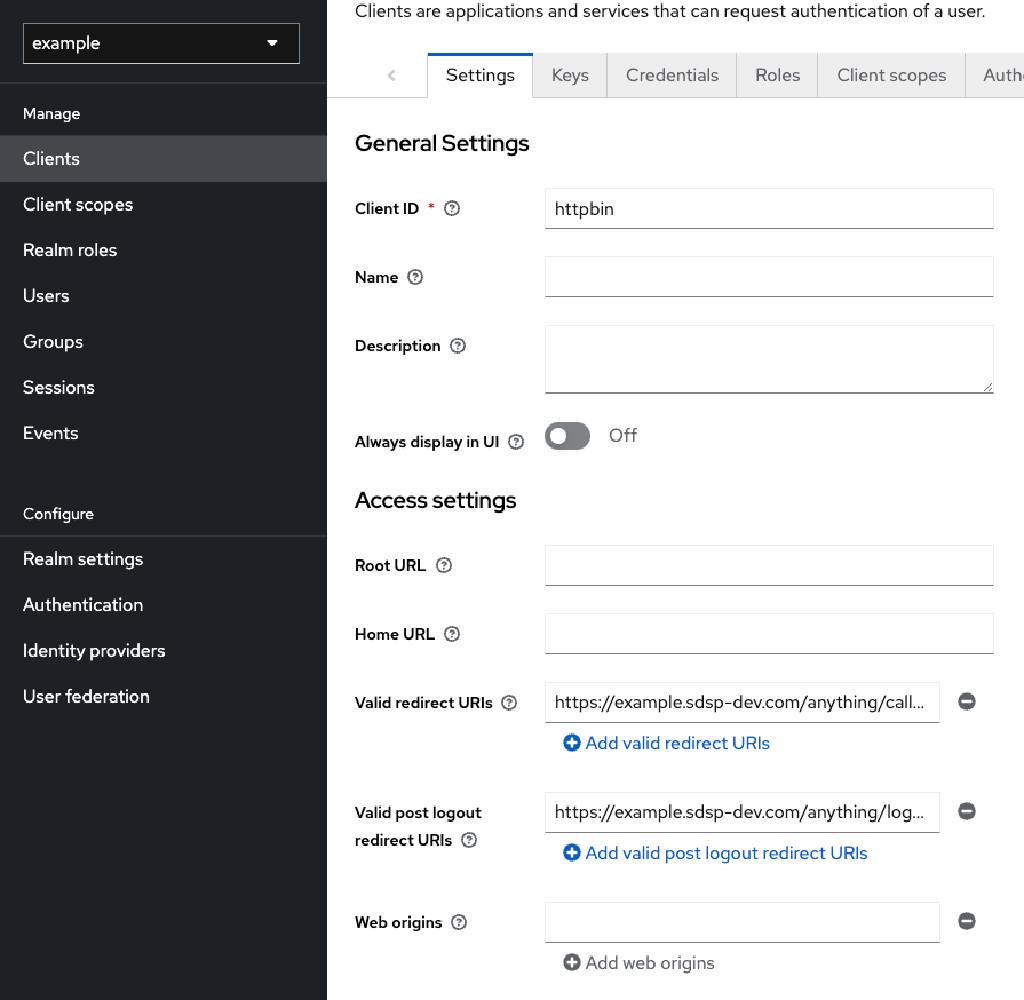 example
Manage
Clients
Client scopes
Realm roles
Users
Groups
Sessions
Events
Configure
Realm settings
Authentication
Identity providers
User federation
Clients are applications and services that can request authentication of a user.
Settings Keys Credentials Roles Client scopes Auth
General Settings
Client ID * httpbin
Name
Description
Always display in UI Off
Access settings
Root URL
Home URL
Valid redirect URIs https://example.sdsp-dev.com/anything/call...
Add valid redirect URIs
Valid post logout
redirect URIs https://example.sdsp-dev.com/anything/log...
Add valid post logout redirect URIs
Web origins
Add web origins